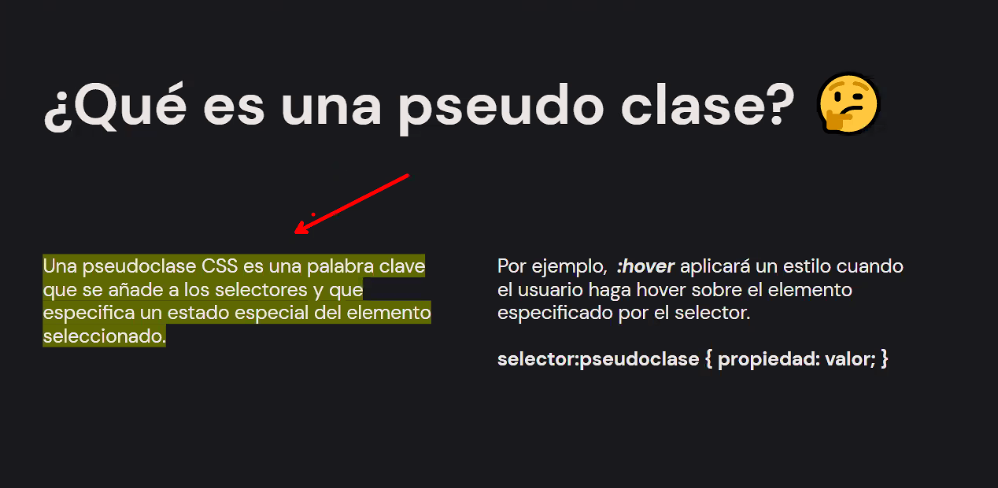 ¿Qué es una pseudo clase?
Una pseudoclase CSS es una palabra clave
que se añade a los selectores y que
especifica un estado especial del elemento
seleccionado.
Por ejemplo, :hover aplicará un estilo cuando
el usuario haga hover sobre el elemento
especificado por el selector.
selector:pseudoclase { propiedad: valor; }